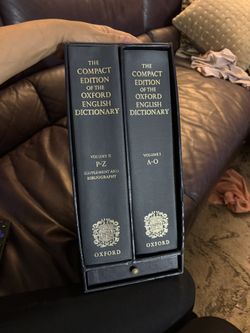 THE
COMPACT
EDITION
OF THE
OXFORD
ENGLISH
DICTIONARY
VOLUME II
P-Z
SUPPLEMENT AND
BIBLIOGRAPHY
OXFORD
THE
COMPACT
EDITION
OF THE
OXFORD
ENGLISH
DICTIONARY
VOLUME I
A-O
OXFORD